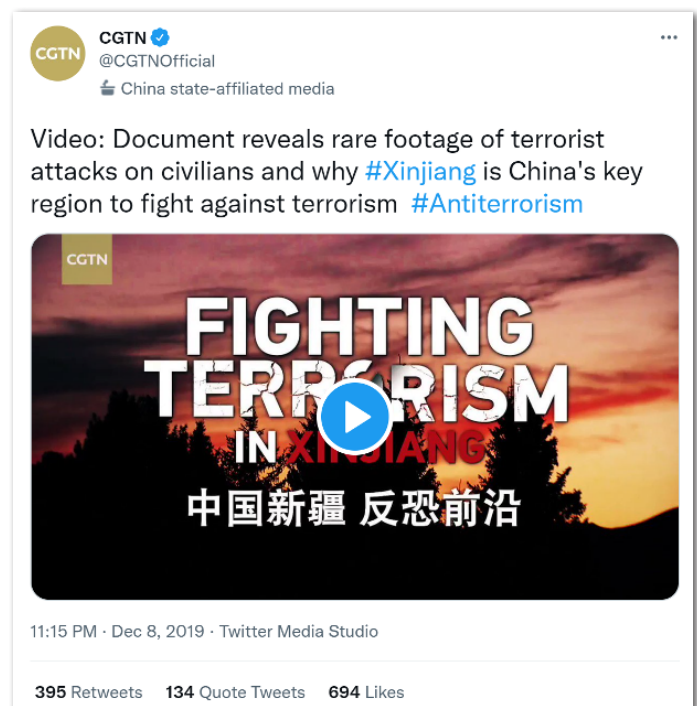 CGTN
CGTN
@CGTNOfficial
China state-affiliated media
Video: Document reveals rare footage of terrorist
attacks on civilians and why #Xinjiang is China's key
region to fight against terrorism #Antiterrorism
CGTN
FIGHTING
TERRORISM
IN XINJIANG
中国新疆 反恐前沿
11:15 PM · Dec 8, 2019 · Twitter Media Studio
395 Retweets 134 Quote Tweets 694 Likes